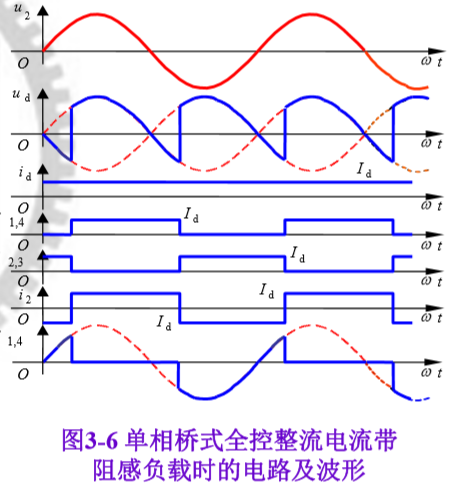 u2
O
ωt
ud
O
ωt
id
Id
O
ωt
1,4
Id
O
ωt
2,3
Id
O
ωt
i2
Id
O
Id
ωt
1,4
O
ωt
图3-6 单相桥式全控整流电流带
阻感负载时的电路及波形